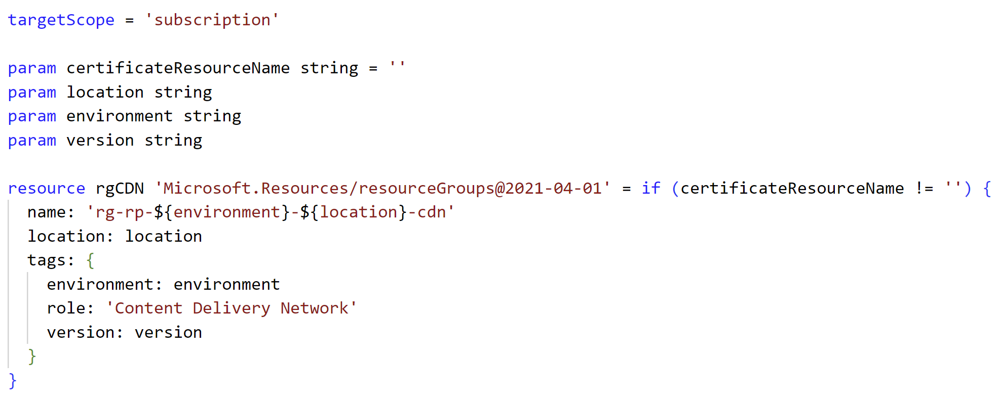 targetScope = 'subscription'
param certificateResourceName string = ''
param location string
param environment string
param version string
resource rgCDN 'Microsoft.Resources/resourceGroups@2021-04-01' = if (certificateResourceName != '') {
name: 'rg-rp-${environment}-${location}-cdn'
location: location
tags: {
environment: environment
role: 'Content Delivery Network'
version: version
}
}